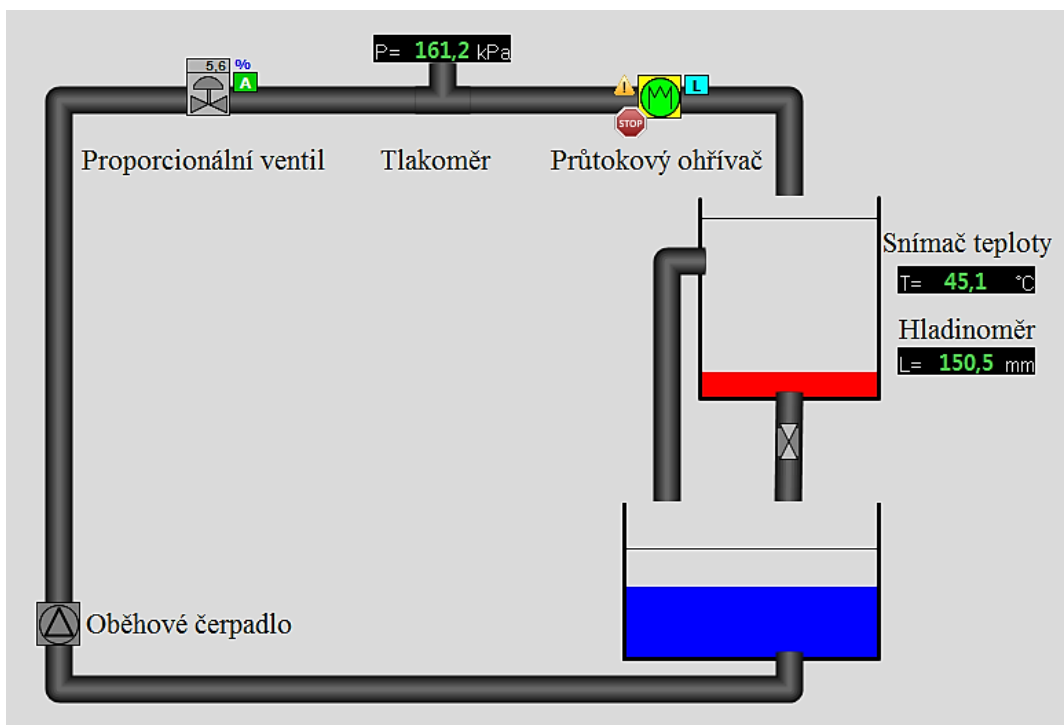 P= 161,2 kPa
5,6 %
A
L
STOP
Proporcionální ventil
Tlakoměr
Průtokový ohřívač
Snímač teploty
T= 45,1 °C
Hladinoměr
L= 150,5 mm
Oběhové čerpadlo